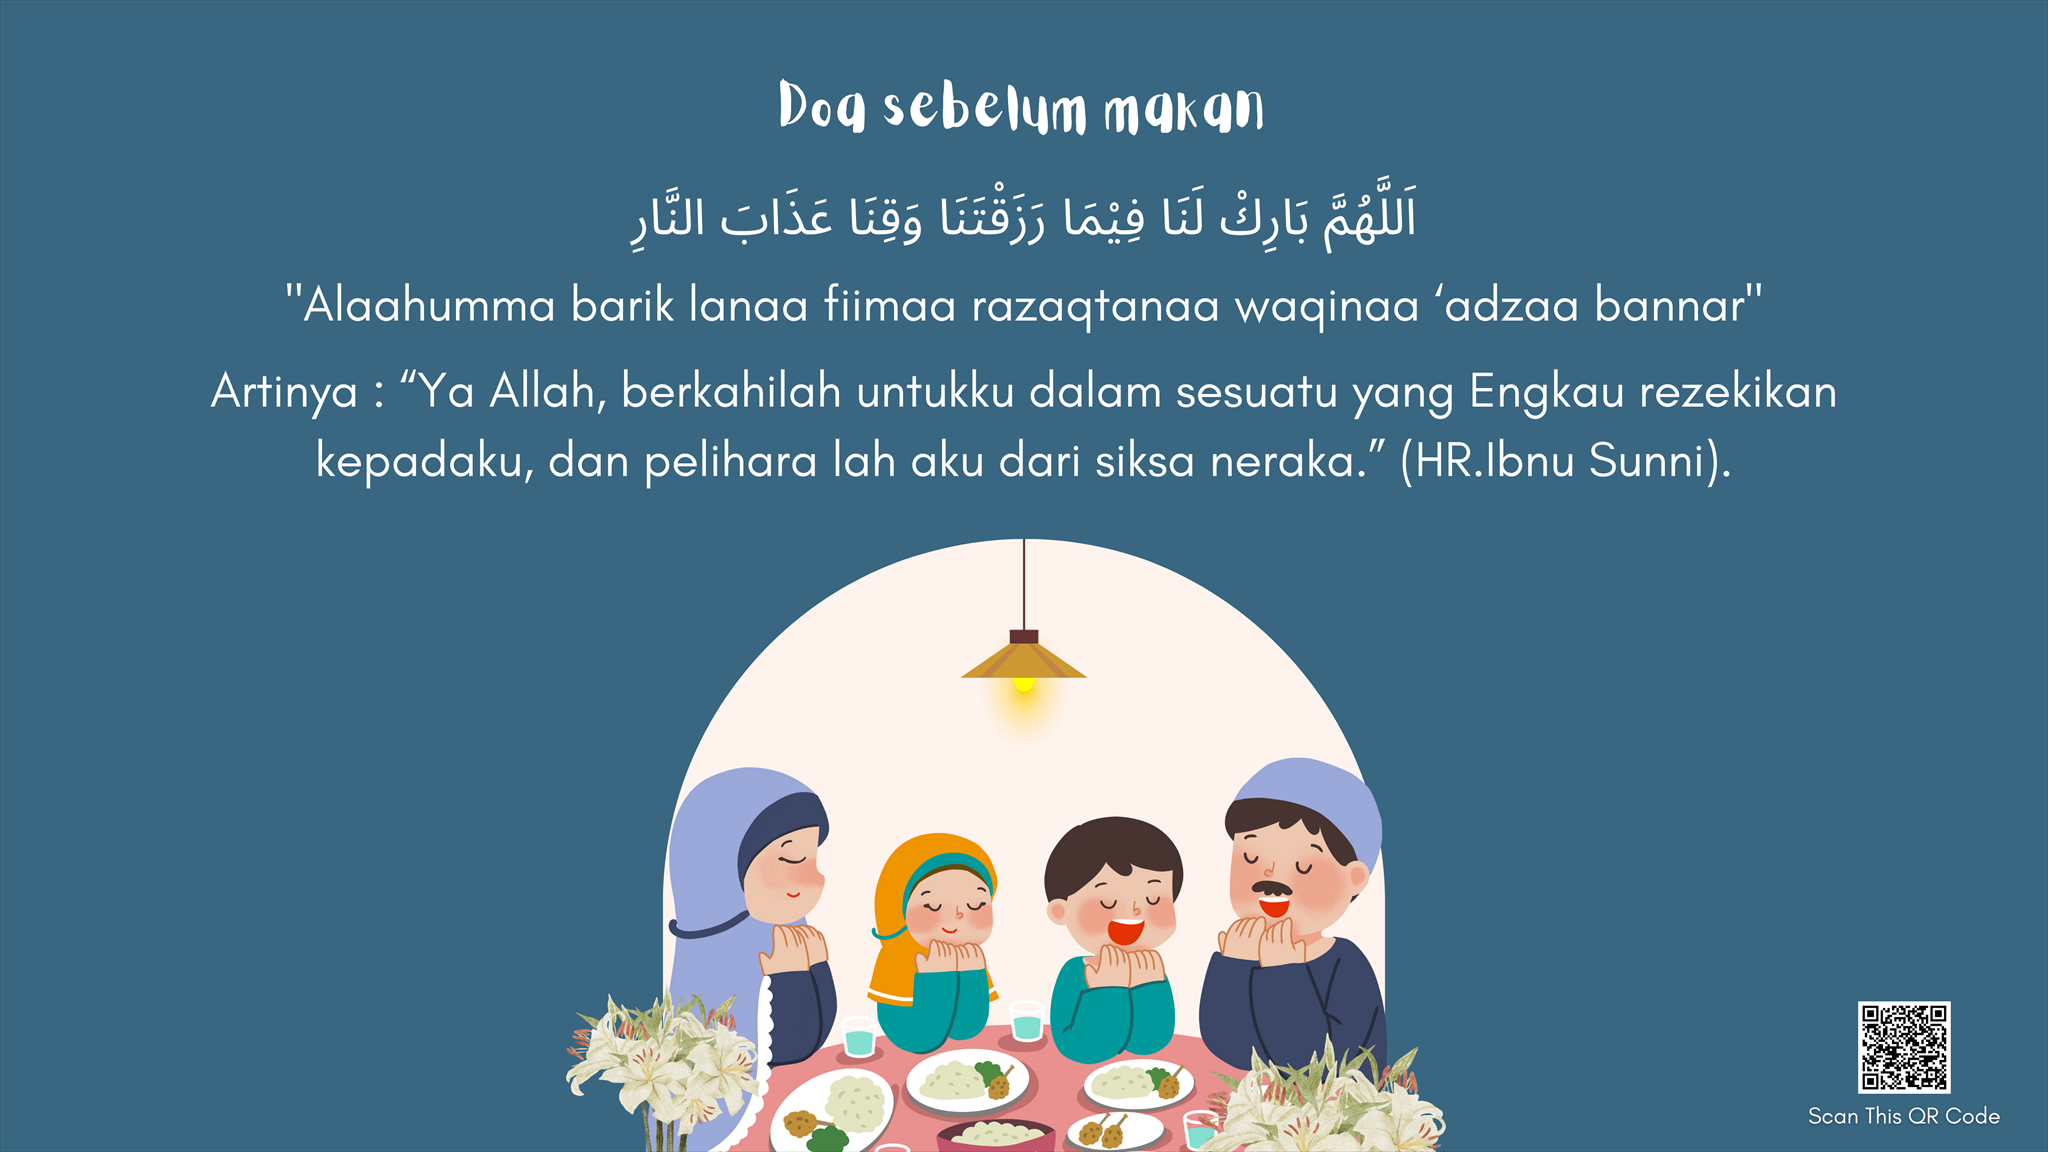 Doa sebelum makan
اَللَّهُمَّ بَارِكْ لَنَا فِيْمَا رَزَقْتَنَا وَقِنَا عَذَابَ النَّارِ
"Alaahumma barik lanaa fiimaa razaqtanaa waqinaa ‘adzaa bannar"
Artinya : “Ya Allah, berkahilah untukku dalam sesuatu yang Engkau rezekikan
kepadaku, dan pelihara lah aku dari siksa neraka.” (HR.Ibnu Sunni).
Scan This QR Code